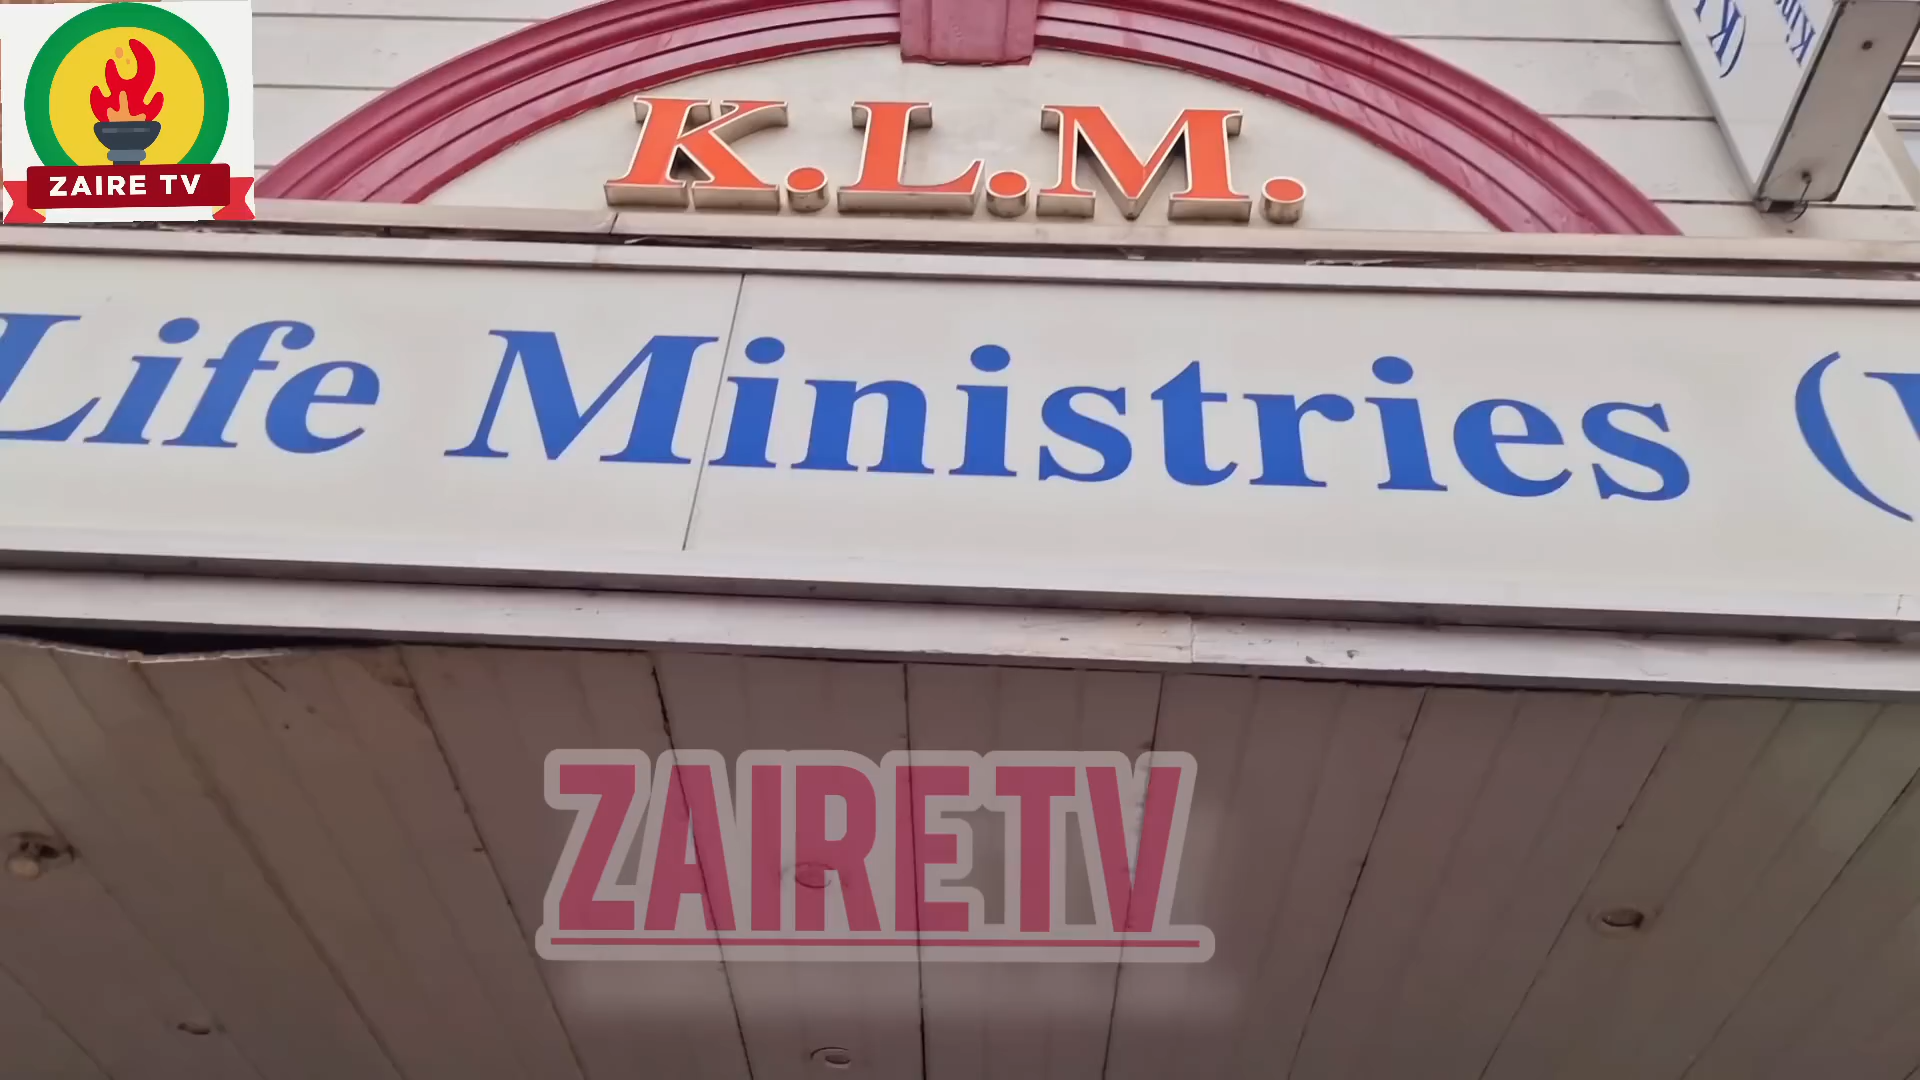 ZAIRE TV
K.L.M.
Life Ministries (
ZAIRE TV